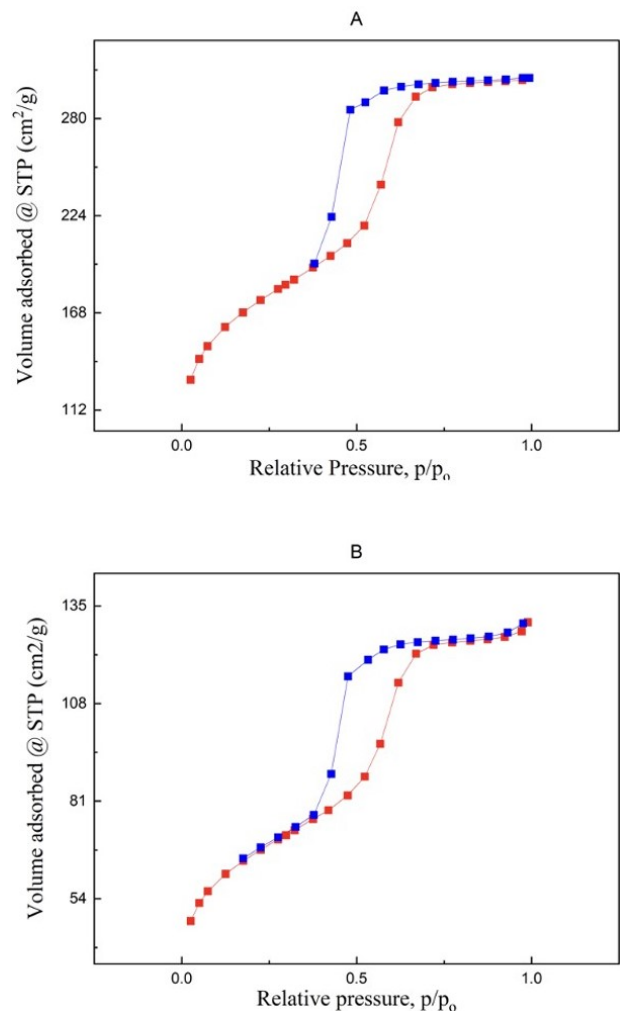 A
Volume adsorbed @ STP (cm²/g)
280
224
168
112
0.0 0.5 1.0
Relative Pressure, p/pₒ
B
Volume adsorbed @ STP (cm2/g)
135
108
81
54
0.0 0.5 1.0
Relative pressure, p/pₒ